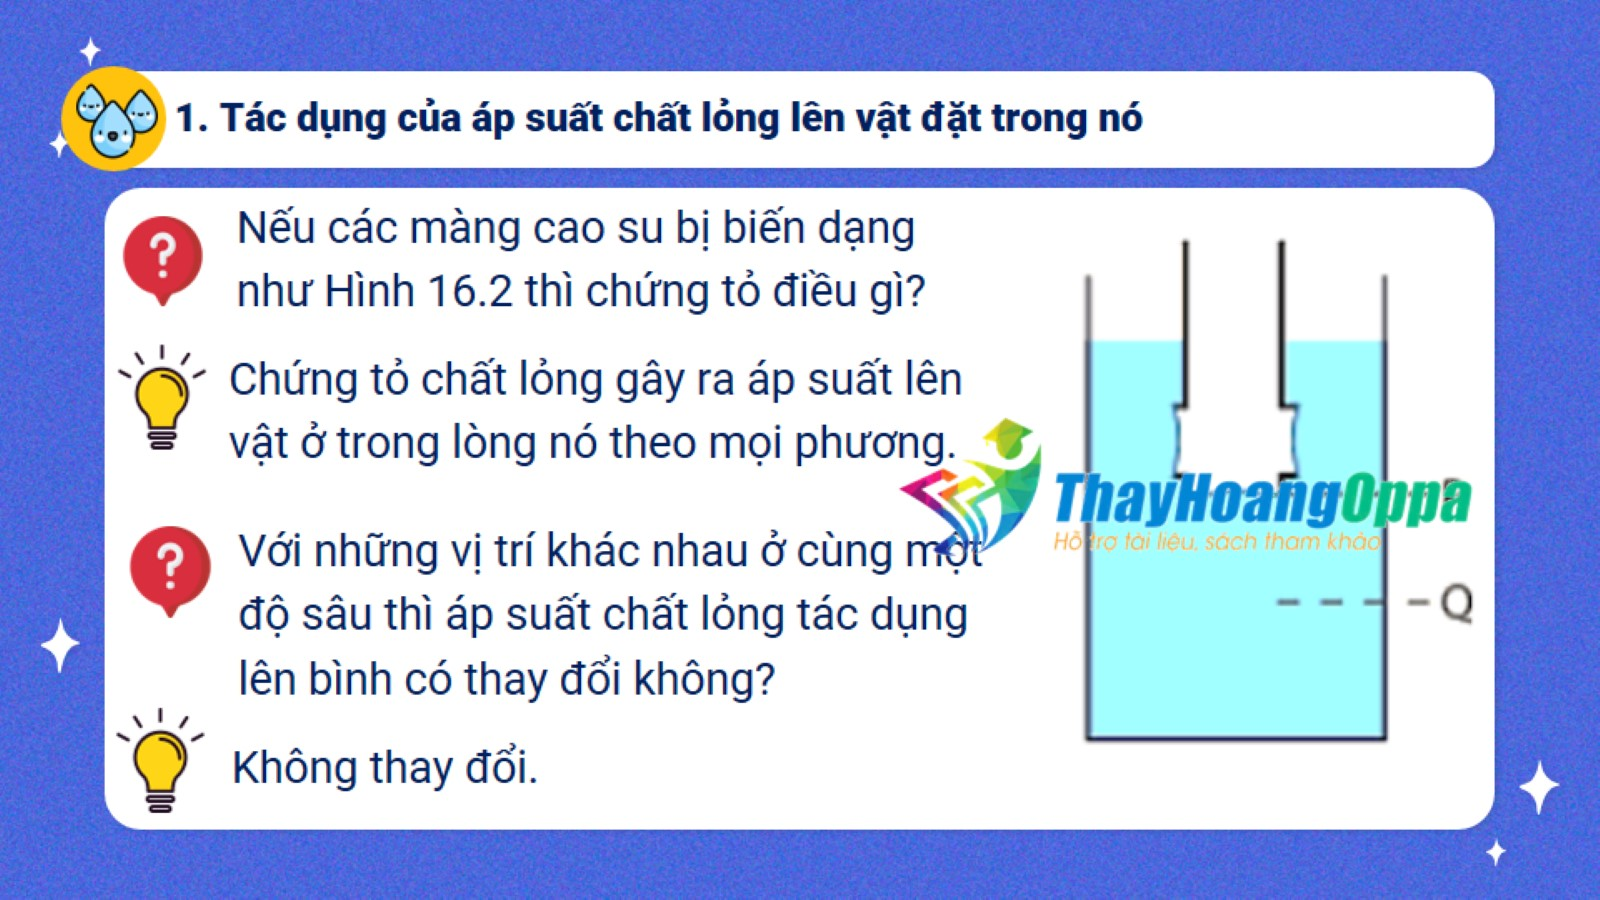 1. Tác dụng của áp suất chất lỏng lên vật đặt trong nó
Nếu các màng cao su bị biến dạng
như Hình 16.2 thì chứng tỏ điều gì?
Chứng tỏ chất lỏng gây ra áp suất lên
vật ở trong lòng nó theo mọi phương.
Với những vị trí khác nhau ở cùng một
độ sâu thì áp suất chất lỏng tác dụng
lên bình có thay đổi không?
Không thay đổi.
ThayHoangOppa
Hỗ trợ tài liệu, sách tham khảo
Q